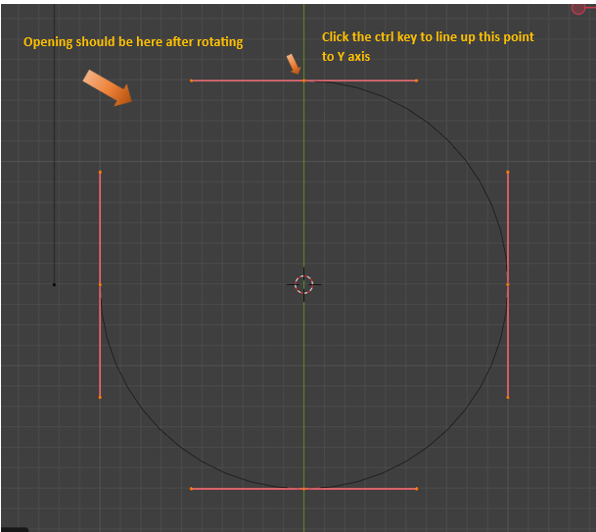 Opening should be here after rotating
Click the ctrl key to line up this point
to Y axis